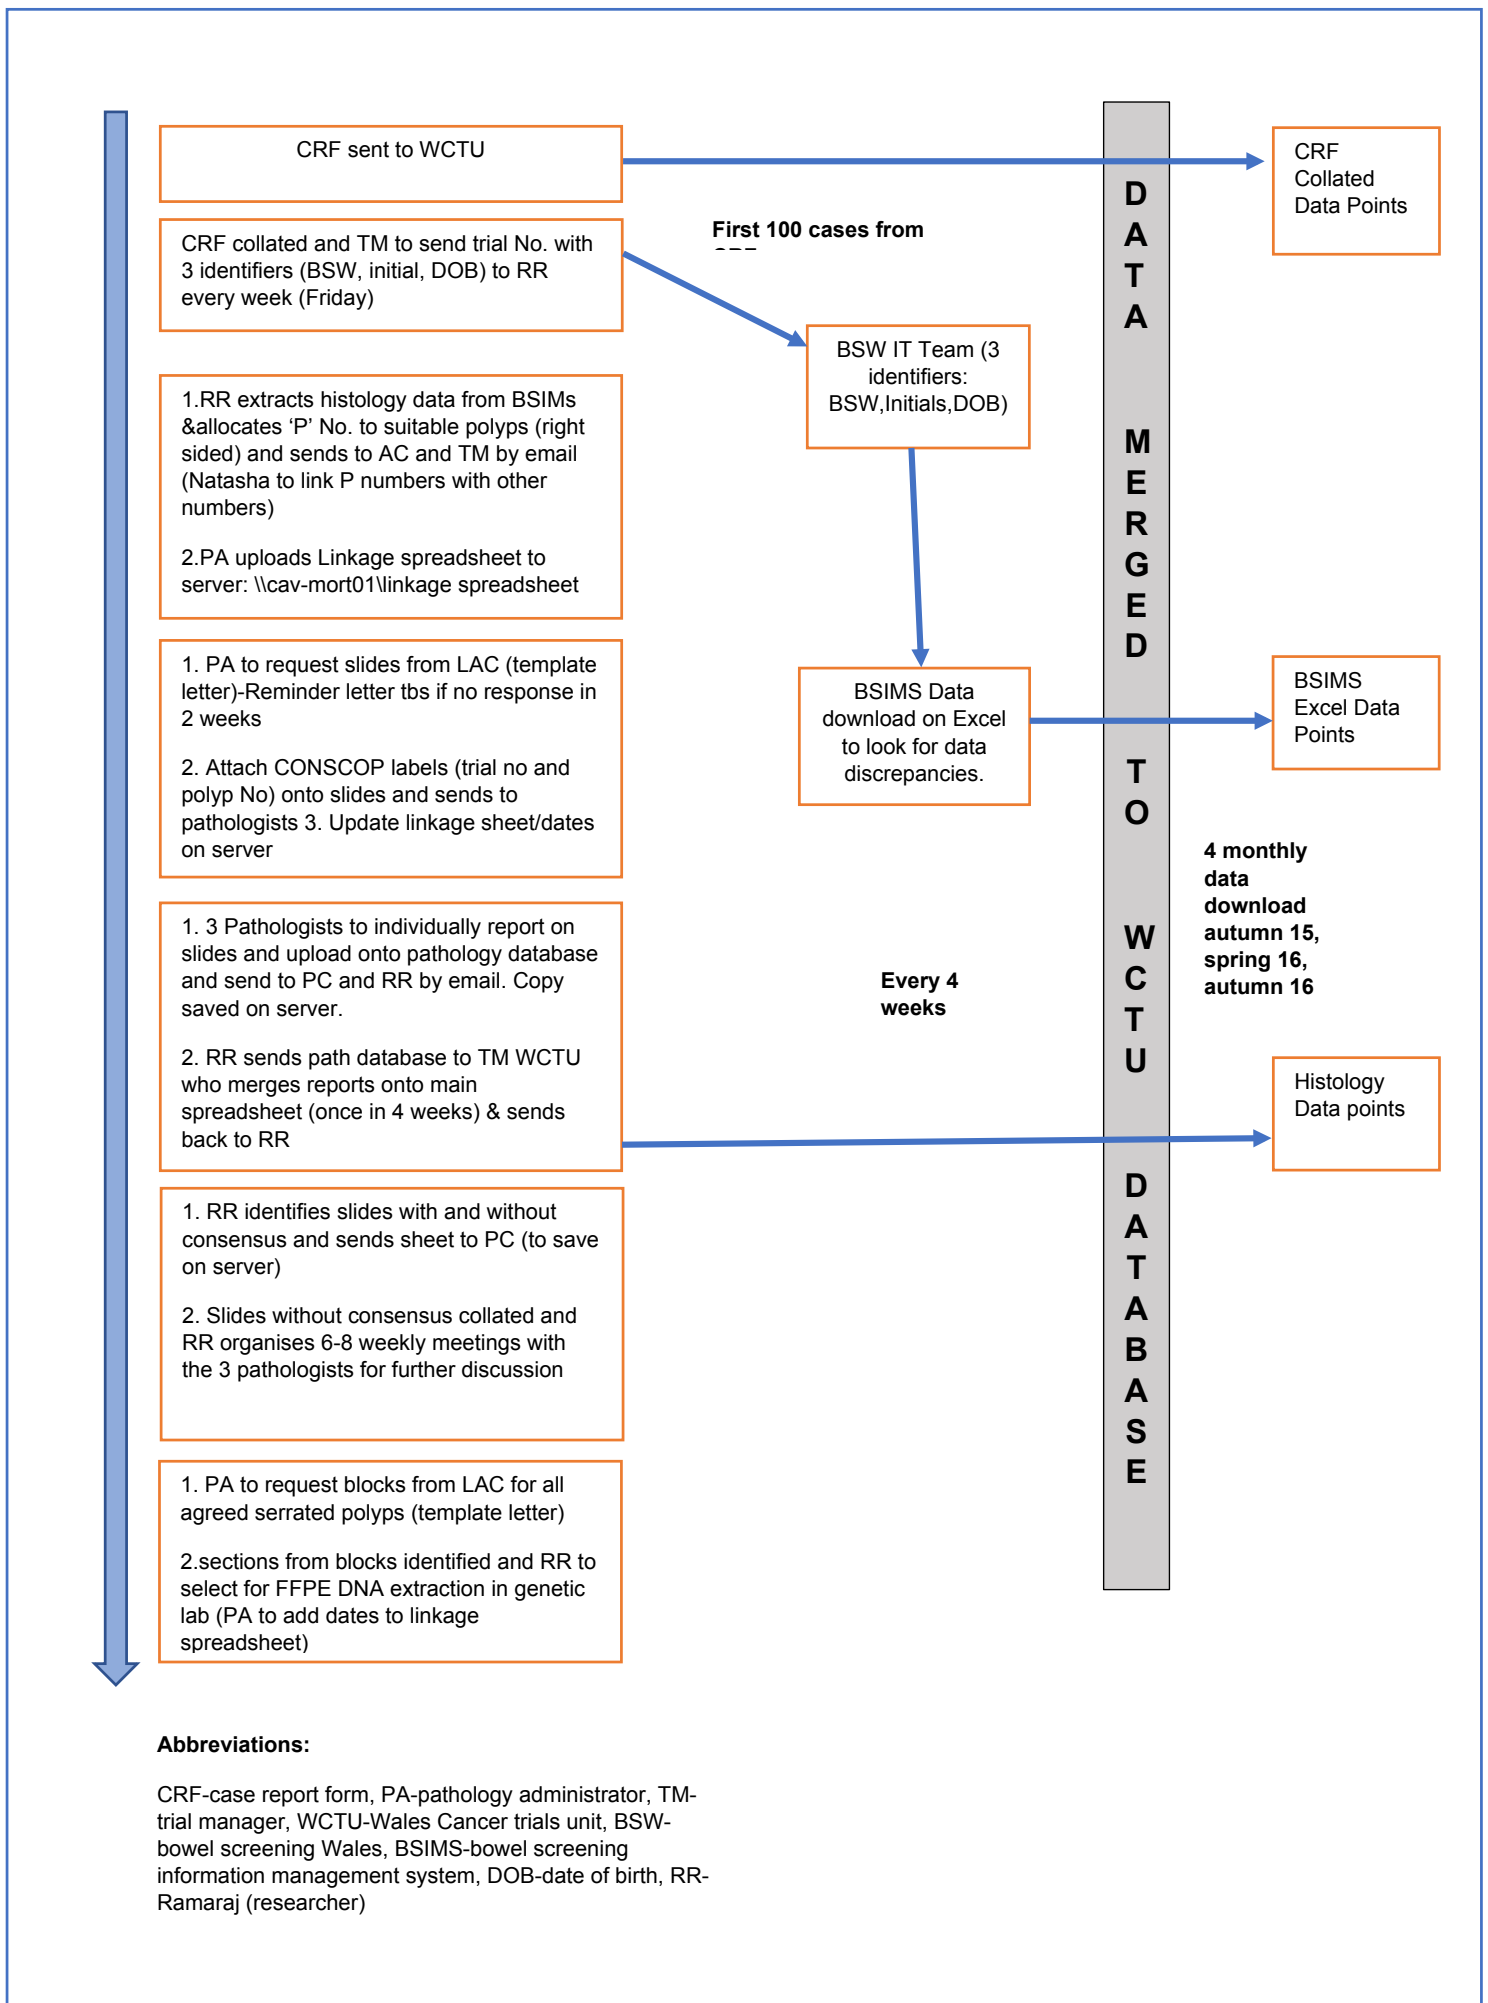 CRF sent to WCTU
CRF collated and TM to send trial No. with
3 identifiers (BSW, initial, DOB) to RR
every week (Friday)
1.RR extracts histology data from BSIMs
&allocates ‘P’ No. to suitable polyps (right
sided) and sends to AC and TM by email
(Natasha to link P numbers with other
numbers)
2.PA uploads Linkage spreadsheet to
server: \\cav-mort01\linkage spreadsheet
1. PA to request slides from LAC (template
letter)-Reminder letter tbs if no response in
2 weeks
2. Attach CONSCOP labels (trial no and
polyp No) onto slides and sends to
pathologists 3. Update linkage sheet/dates
on server
1. 3 Pathologists to individually report on
slides and upload onto pathology database
and send to PC and RR by email. Copy
saved on server.
2. RR sends path database to TM WCTU
who merges reports onto main
spreadsheet (once in 4 weeks) & sends
back to RR
1. RR identifies slides with and without
consensus and sends sheet to PC (to save
on server)
2. Slides without consensus collated and
RR organises 6-8 weekly meetings with
the 3 pathologists for further discussion
1. PA to request blocks from LAC for all
agreed serrated polyps (template letter)
2.sections from blocks identified and RR to
select for FFPE DNA extraction in genetic
lab (PA to add dates to linkage
spreadsheet)
First 100 cases from
BSW IT Team (3
identifiers:
BSW,Initials,DOB)
BSIMS Data
download on Excel
to look for data
discrepancies.
Every 4
weeks
DATA MERGED TO WCTU DATABASE
CRF
Collated
Data Points
BSIMS
Excel Data
Points
4 monthly
data
download
autumn 15,
spring 16,
autumn 16
Histology
Data points
Abbreviations:
CRF-case report form, PA-pathology administrator, TM-
trial manager, WCTU-Wales Cancer trials unit, BSW-
bowel screening Wales, BSIMS-bowel screening
information management system, DOB-date of birth, RR-
Ramaraj (researcher)